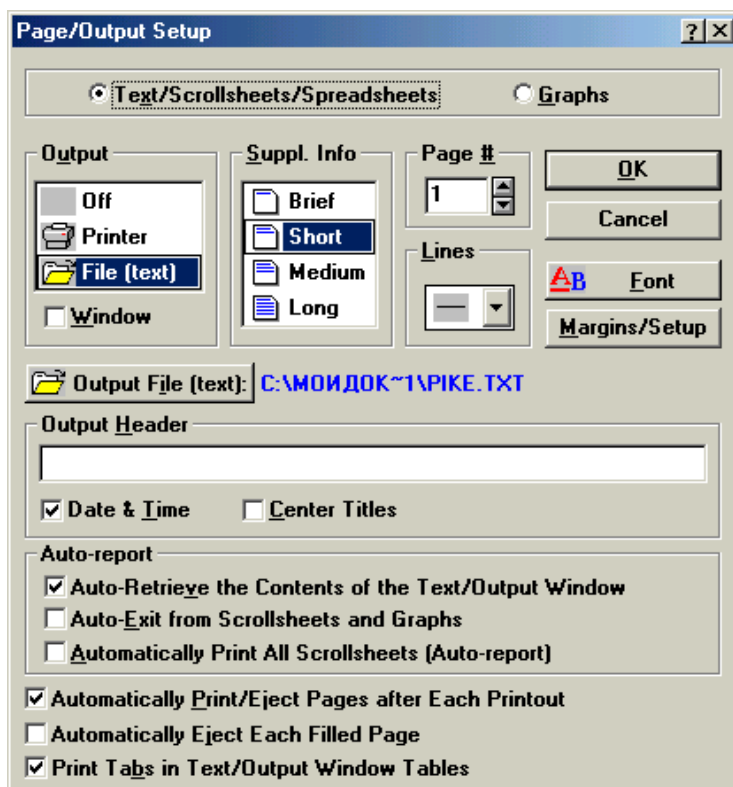 Page/Output Setup
Text/Scrollsheets/Spreadsheets
Graphs
Output
Off
Printer
File (text)
Window
Suppl. Info
Brief
Short
Medium
Long
Page #
1
Lines
OK
Cancel
AB Font
Margins/Setup
Output File (text): C:\МОИДОК~1\PIKE.TXT
Output Header
Date & Time
Center Titles
Auto-report
Auto-Retrieve the Contents of the Text/Output Window
Auto-Exit from Scrollsheets and Graphs
Automatically Print All Scrollsheets (Auto-report)
Automatically Print/Eject Pages after Each Printout
Automatically Eject Each Filled Page
Print Tabs in Text/Output Window Tables